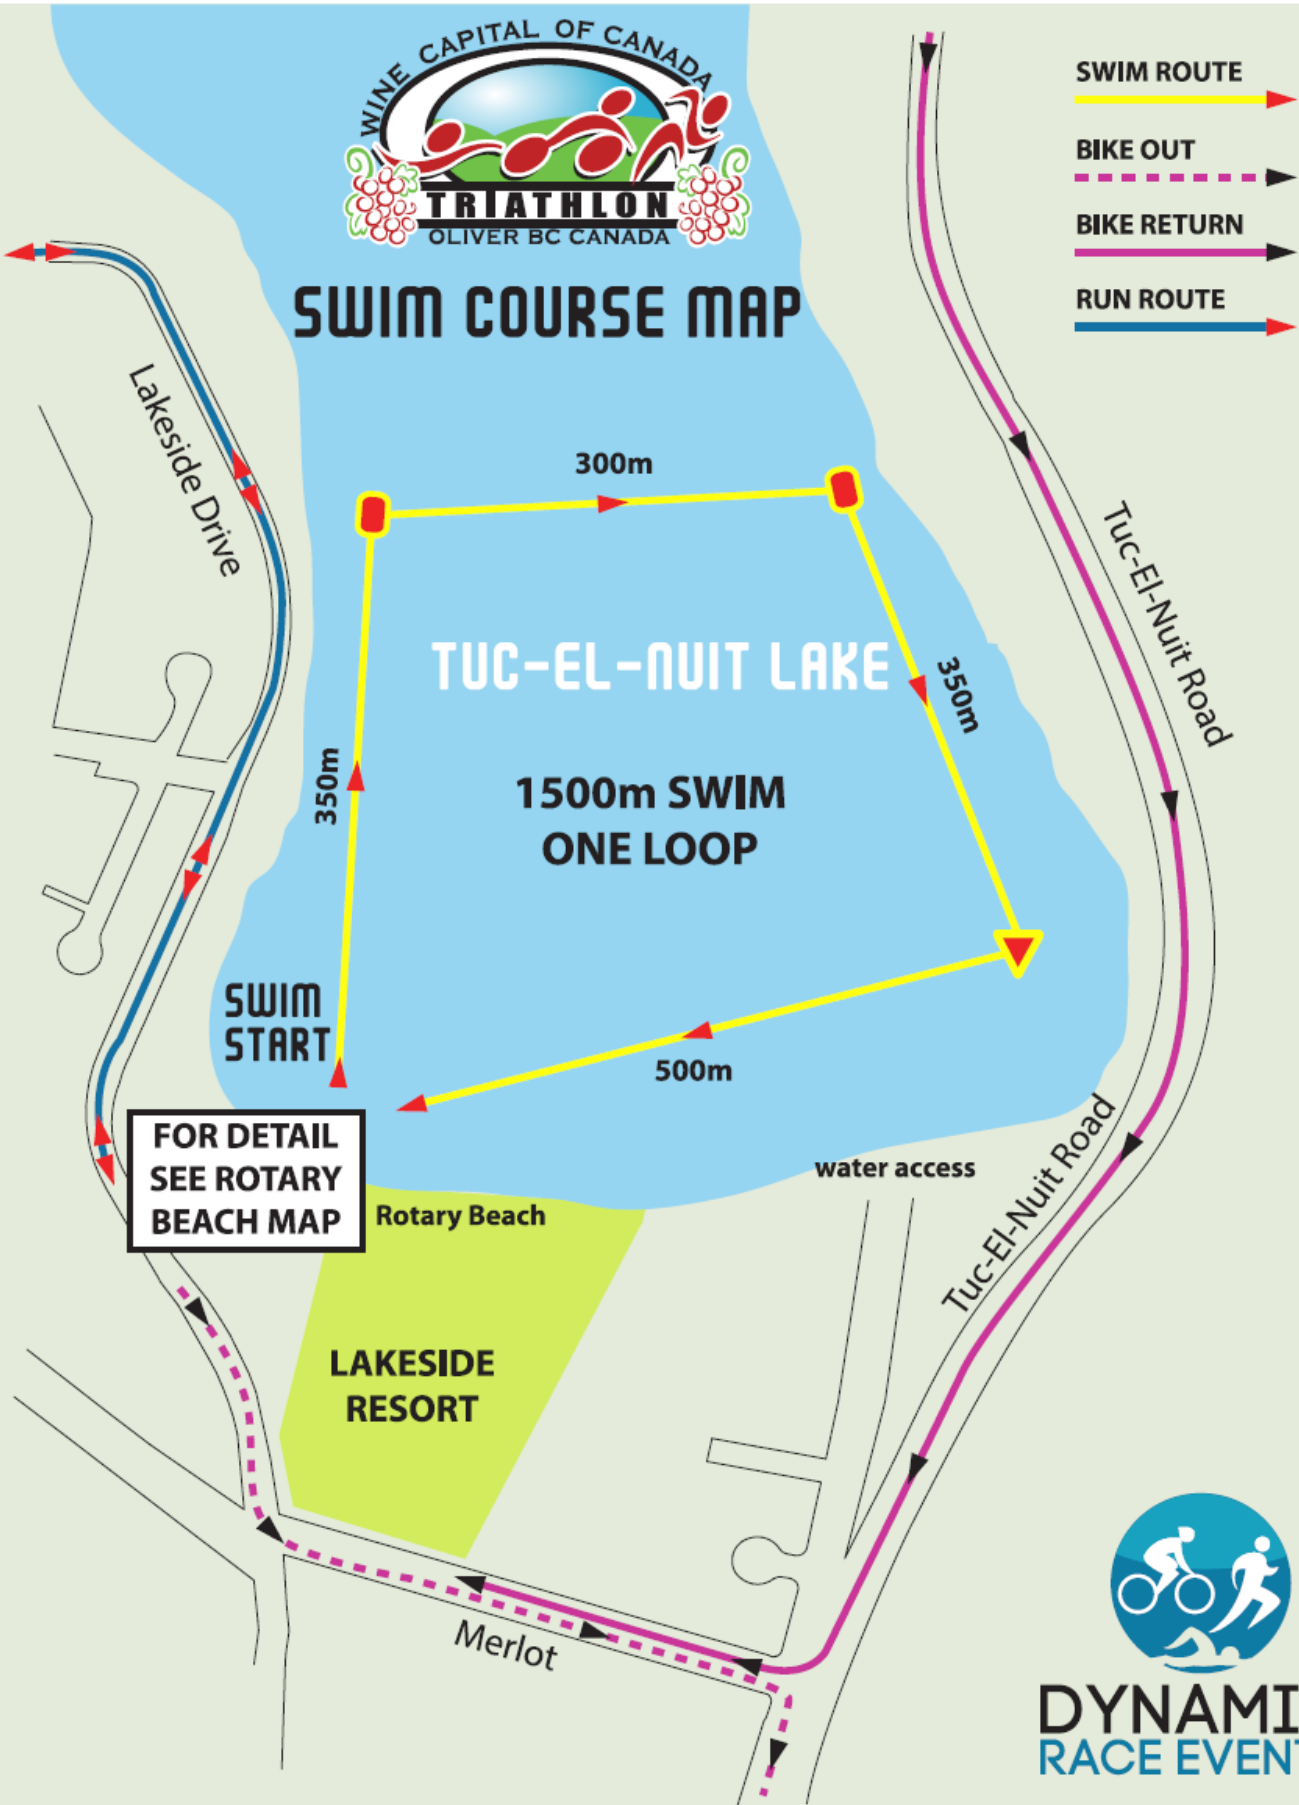 WINE CAPITAL OF CANADA
TRIATHLON
OLIVER BC CANADA
SWIM COURSE MAP
SWIM ROUTE
BIKE OUT
BIKE RETURN
RUN ROUTE
Lakeside Drive
300m
Tuc-El-Nuit Road
TUC-EL-NUIT LAKE
350m
350m
1500m SWIM
ONE LOOP
SWIM
START
500m
FOR DETAIL
SEE ROTARY
BEACH MAP
Rotary Beach
water access
Tuc-El-Nuit Road
LAKESIDE
RESORT
Merlot
DYNAMI
RACE EVENT